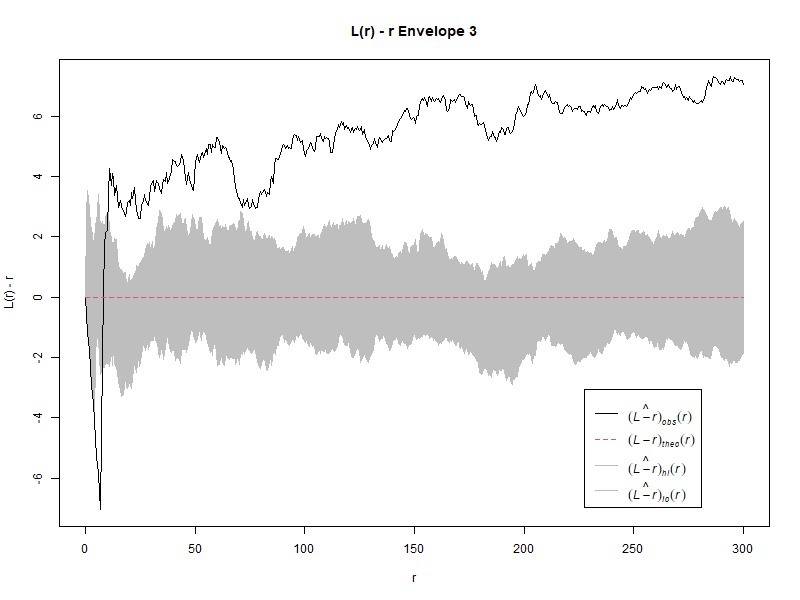 L(r) - r Envelope 3
L(r) - r
6
4
2
0
-2
-4
-6
0 50 100 150 200 250 300
r
(L^−r)obs(r)
(L−r)theo(r)
(L^−r)hi(r)
(L^−r)lo(r)